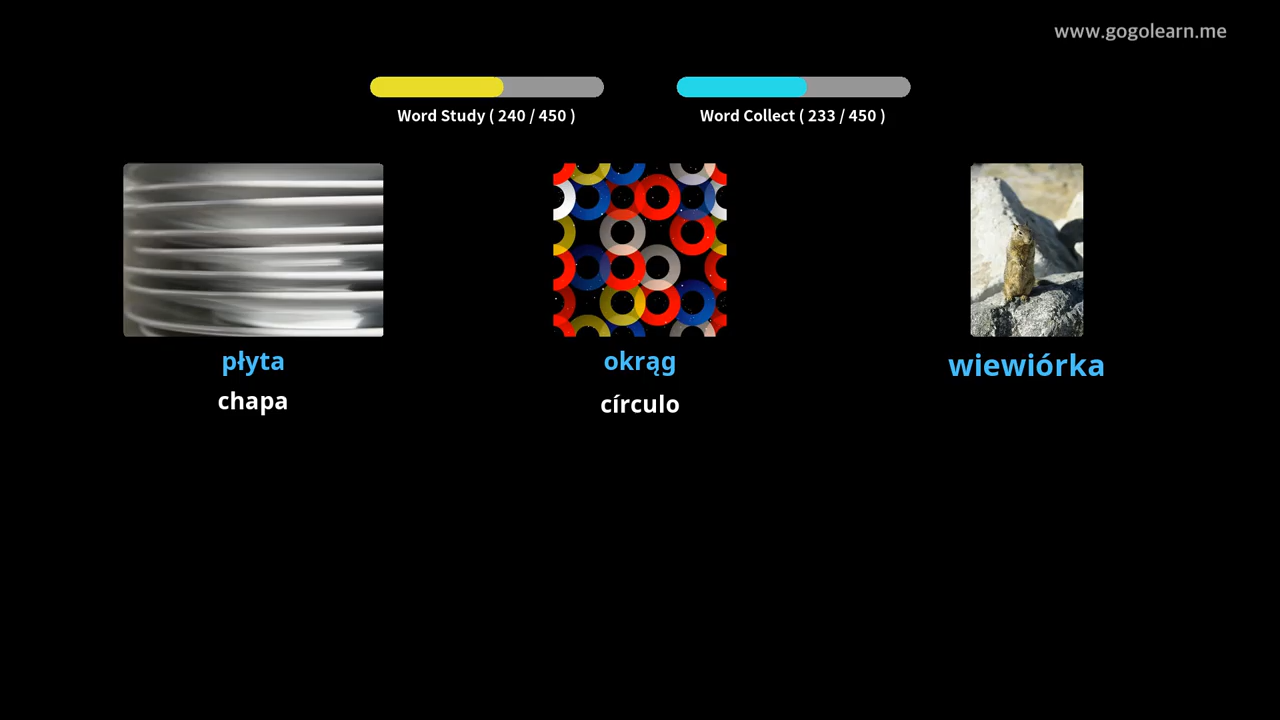 www.gogolearn.me
Word Study ( 240 / 450 )
Word Collect ( 233 / 450 )
płyta
okrąg
wiewiórka
chapa
círculo